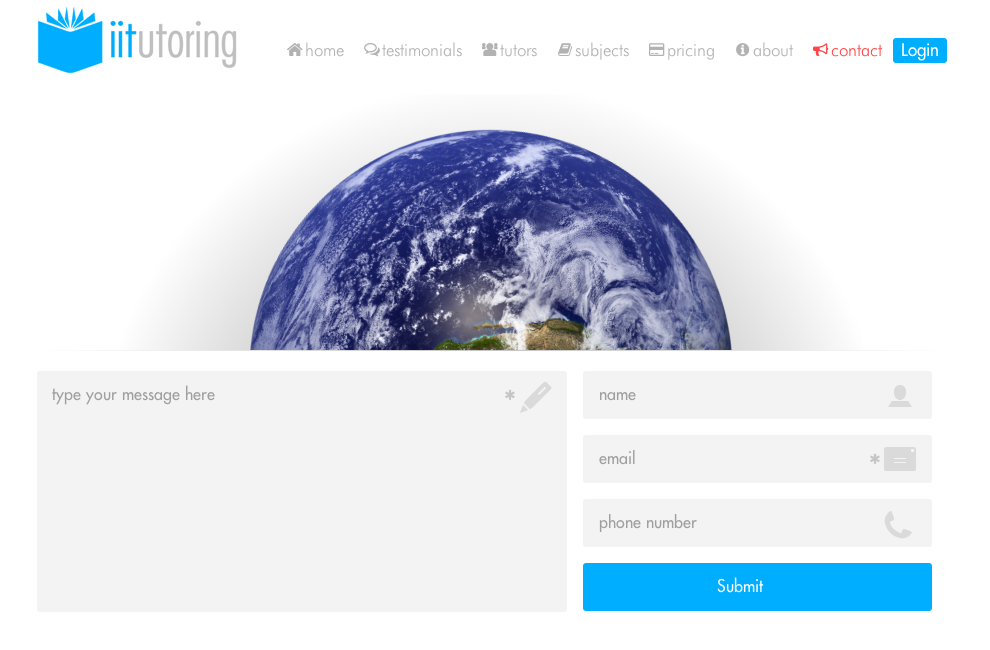 iitutoring
home testimonials tutors subjects pricing about contact Login
type your message here *
name
email *
phone number
Submit